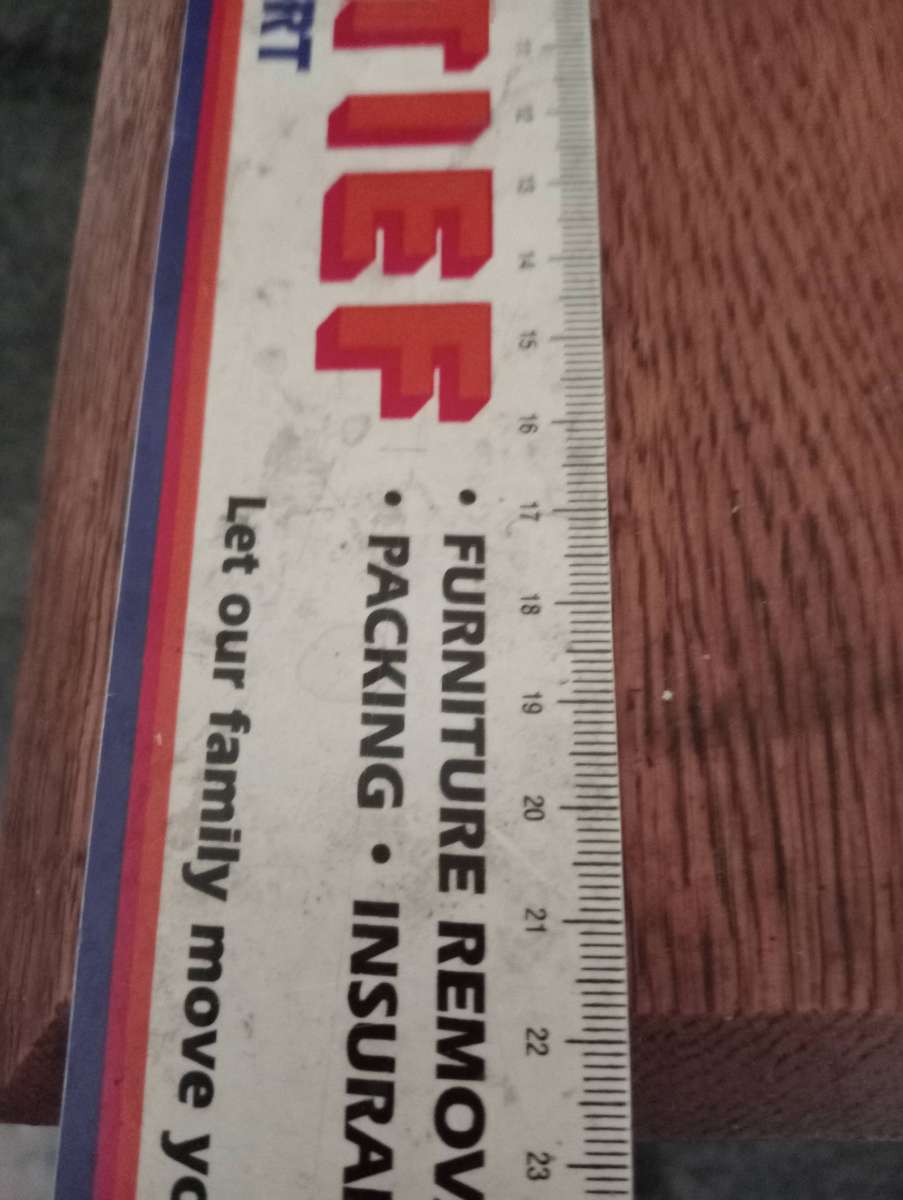 12 13 14 15 16 17 18 19 20 21 22 23
TIEF
RT
• FURNITURE REMOV
• PACKING • INSURA
Let our family move yo